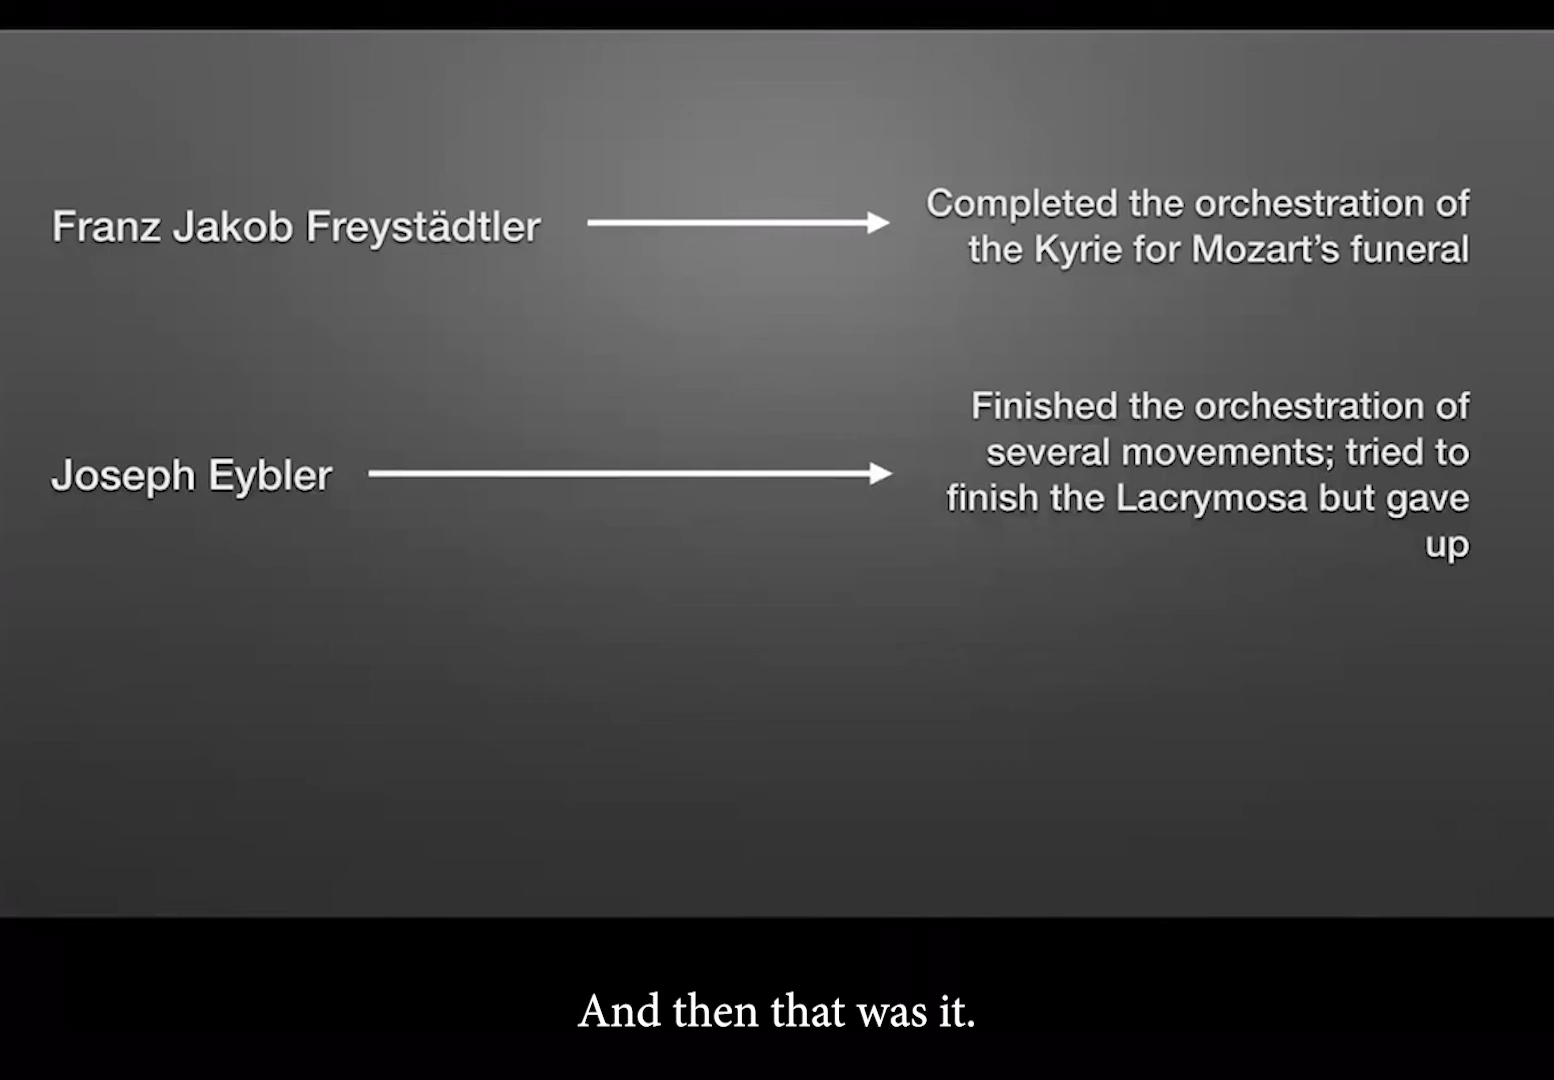 Franz Jakob Freystädtler
Completed the orchestration of
the Kyrie for Mozart’s funeral
Joseph Eybler
Finished the orchestration of
several movements; tried to
finish the Lacrymosa but gave
up
And then that was it.